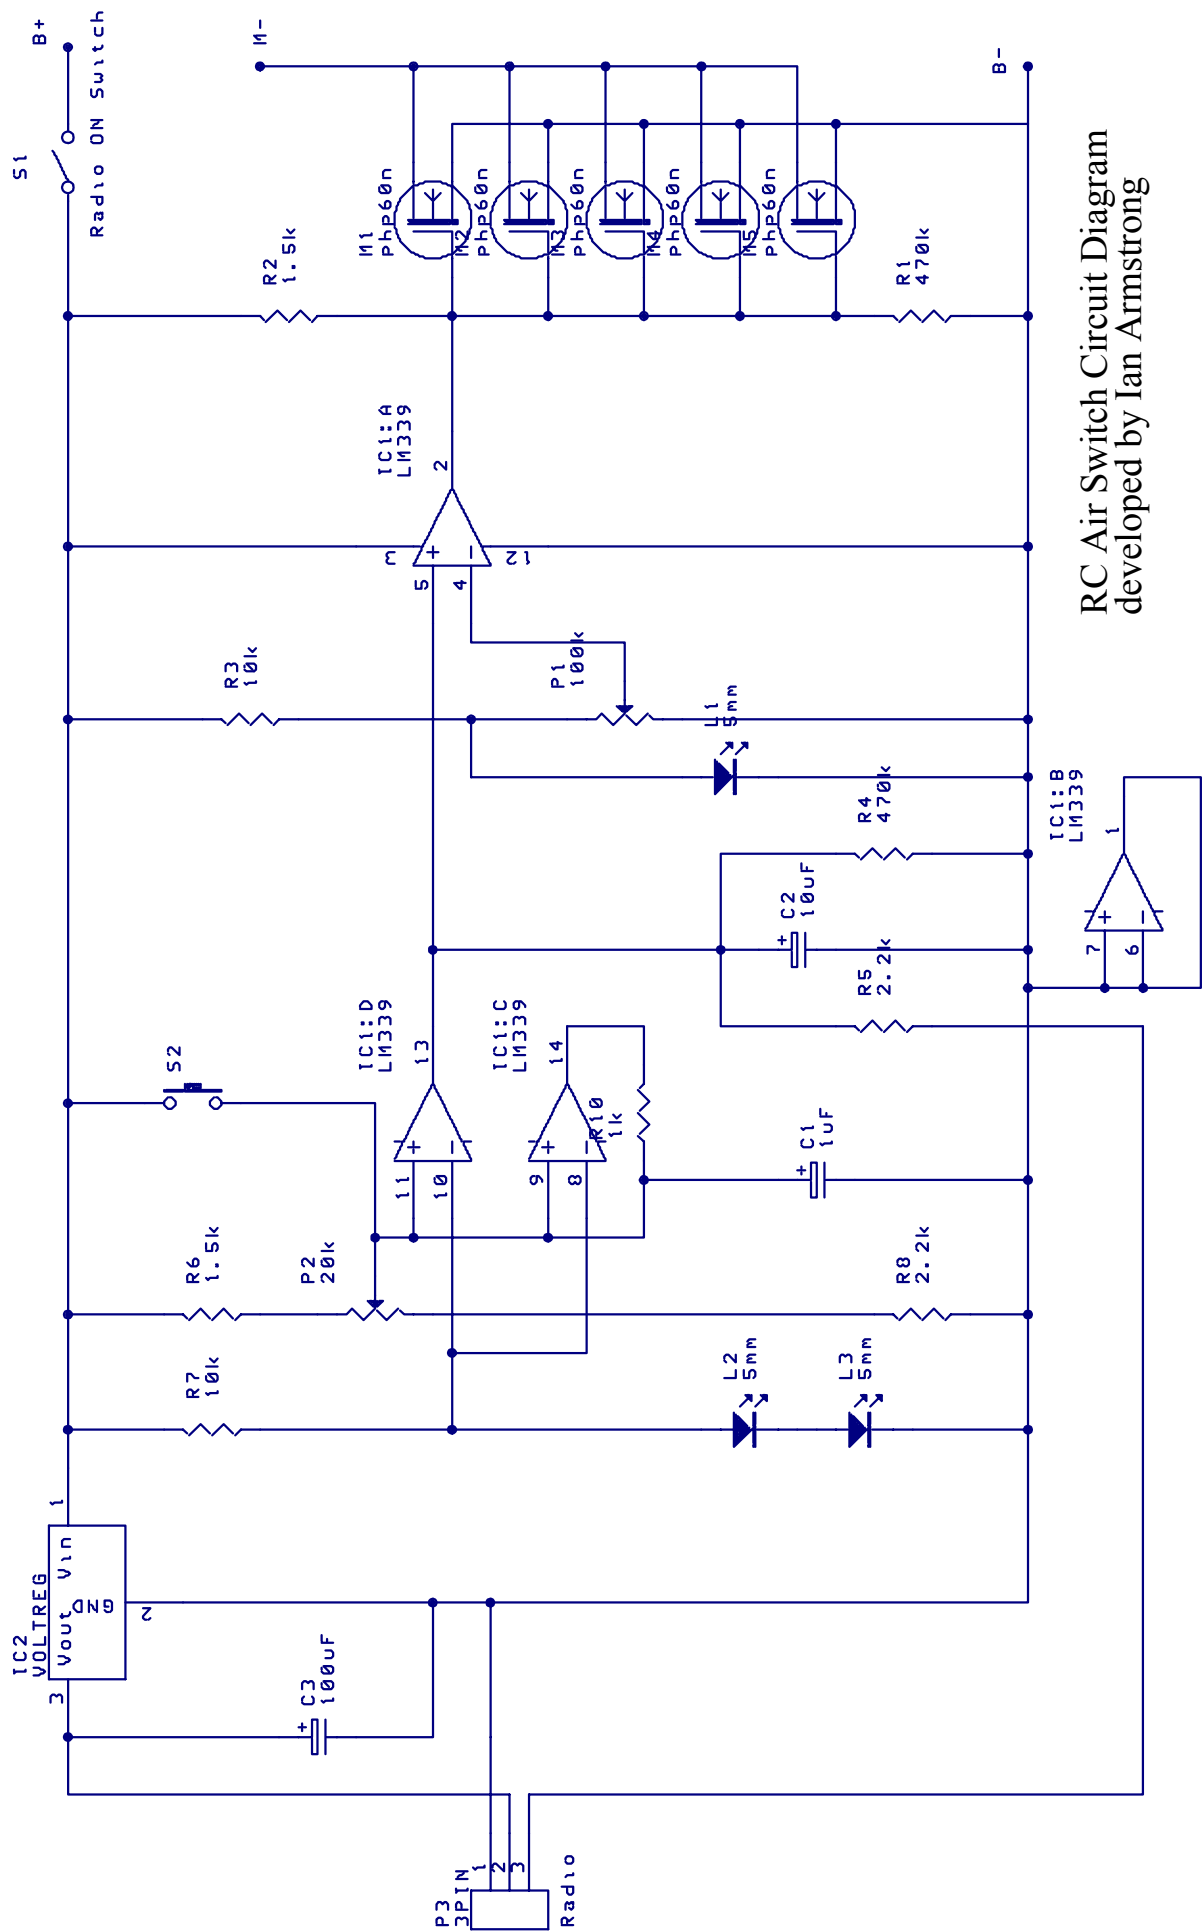 B+
S1
Radio ON Switch
M-
B-
R2
1.5k
M1
PhP60n
M2
PhP60n
M3
PhP60n
M4
PhP60n
M5
PhP60n
R1
470k
IC1:A
LM339
2
3
12
5
4
+
-
R3
10k
P1
100k
L1
5mm
R4
470k
C2
10uF
+
R5
2.2k
IC1:B
LM339
1
7
6
+
-
S2
IC1:D
LM339
13
11
10
+
-
IC1:C
LM339
14
9
8
+
-
R10
1k
C1
1uF
+
R6
1.5k
P2
20k
R8
2.2k
R7
10k
L2
5mm
L3
5mm
IC2
VOLTREG
Vout Vin
GND
1
2
3
C3
100uF
+
P3
3PIN
1
2
3
Radio
RC Air Switch Circuit Diagram
developed by Ian Armstrong